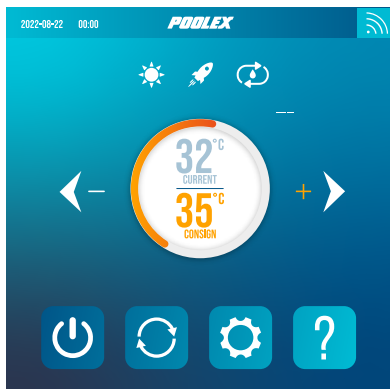 2022-08-22 00:00 POOLEX
32°C
CURRENT
35°C
CONSIGN
- +
?